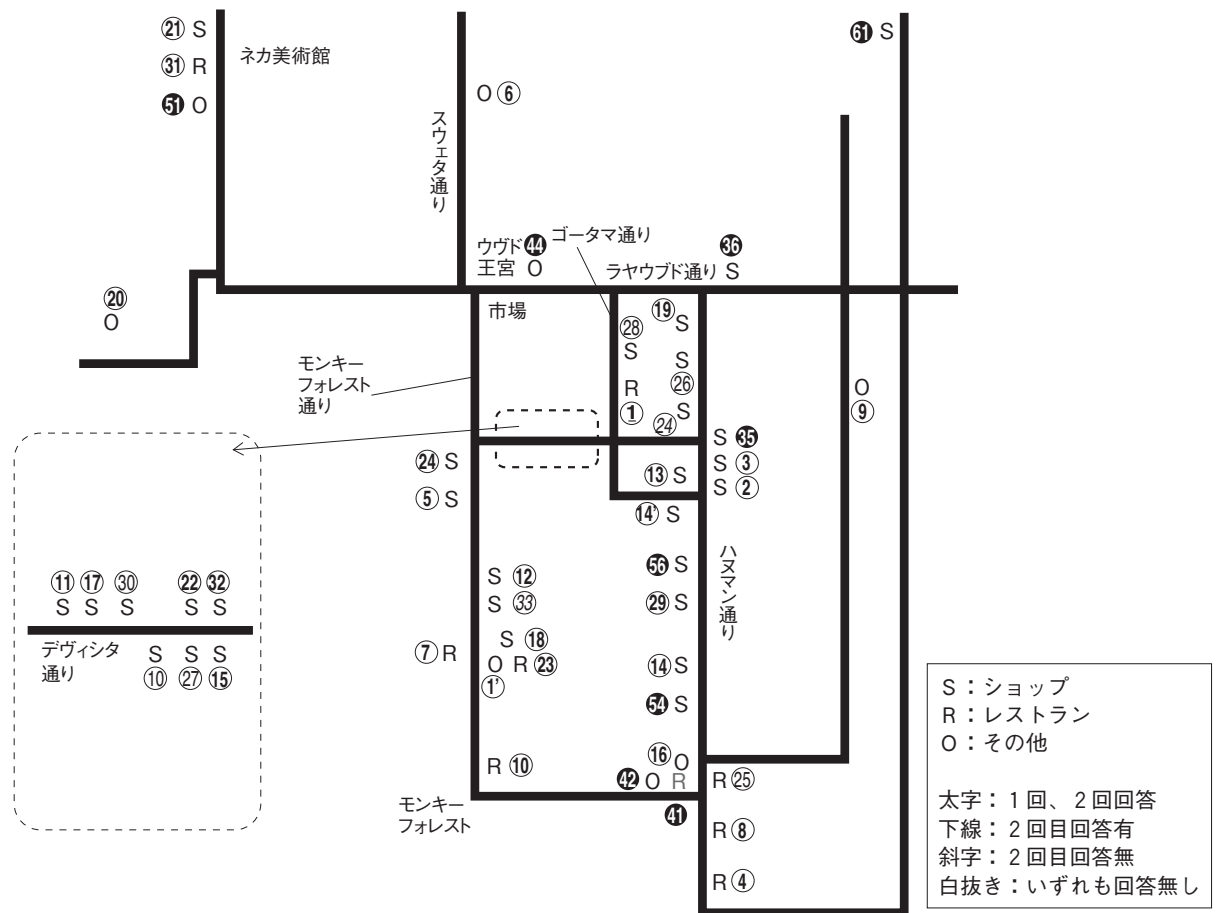 ㉑ S
㉛ R
51 O
ネカ美術館
スウェタ通り
O ⑥
61 S
ウヴド
王宮
44
O
ゴータマ通り
ラヤウブド通り
36
S
⑳
O
市場
モンキー
フォレスト
通り
㉘
S
R
①
⑲
S
S
㉖
S
㉔
O
⑨
S 35
S ③
S ②
㉔ S
⑤ S
⑬ S
⑭' S
56 S
㉙ S
⑭ S
54 S
⑯ O
42 O R
41
ハヌマン通り
S ⑫
S ㉝
S ⑱
O R ㉓
①'
⑦ R
R ⑩
モンキー
フォレスト
R ㉕
R ⑧
R ④
⑪ ⑰ ㉚ ㉒ ㉜
S S S S S
デヴィシタ
通り
S S S
⑩ ㉗ ⑮
S:ショップ
R:レストラン
O:その他
太字:1回、2回回答
下線:2回目回答有
斜字:2回目回答無
白抜き:いずれも回答無し